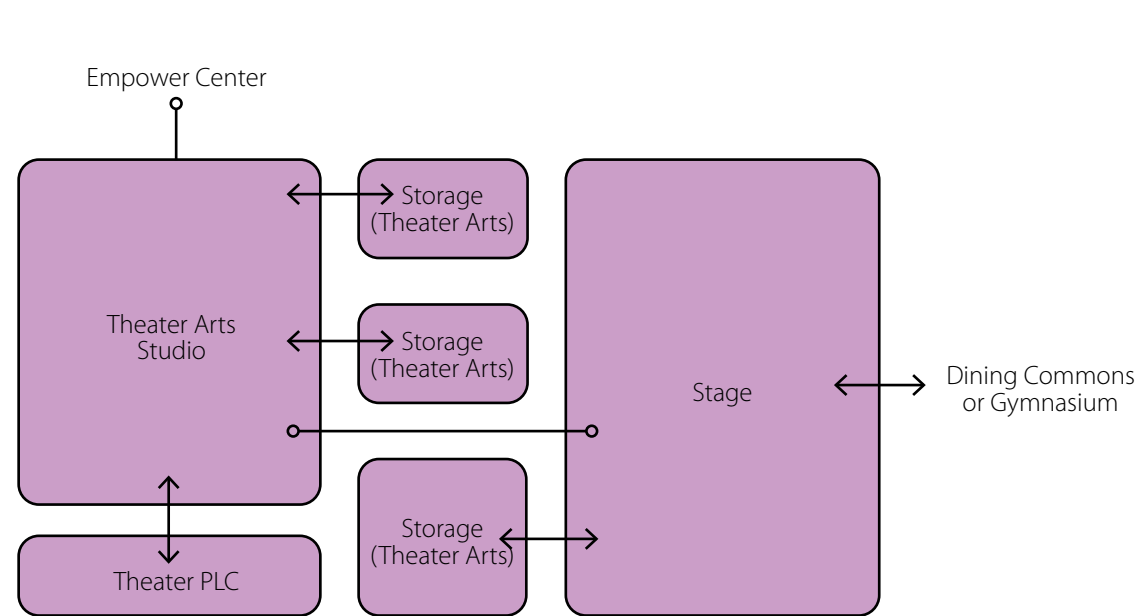 Empower Center
Storage
(Theater Arts)
Theater Arts
Studio
Storage
(Theater Arts)
Stage
Dining Commons
or Gymnasium
Storage
(Theater Arts)
Theater PLC